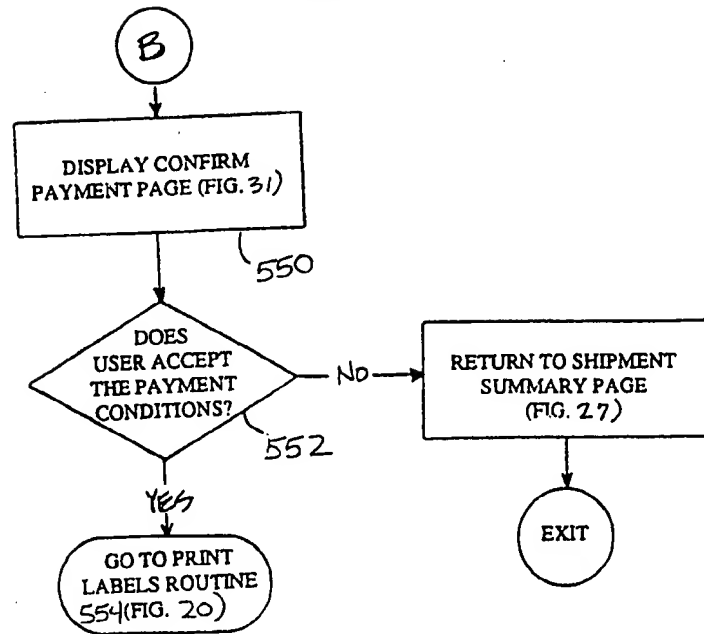 B
DISPLAY CONFIRM
PAYMENT PAGE (FIG. 31)
550
DOES
USER ACCEPT
THE PAYMENT
CONDITIONS?
552
NO
RETURN TO SHIPMENT
SUMMARY PAGE
(FIG. 27)
EXIT
YES
GO TO PRINT
LABELS ROUTINE
554(FIG. 20)